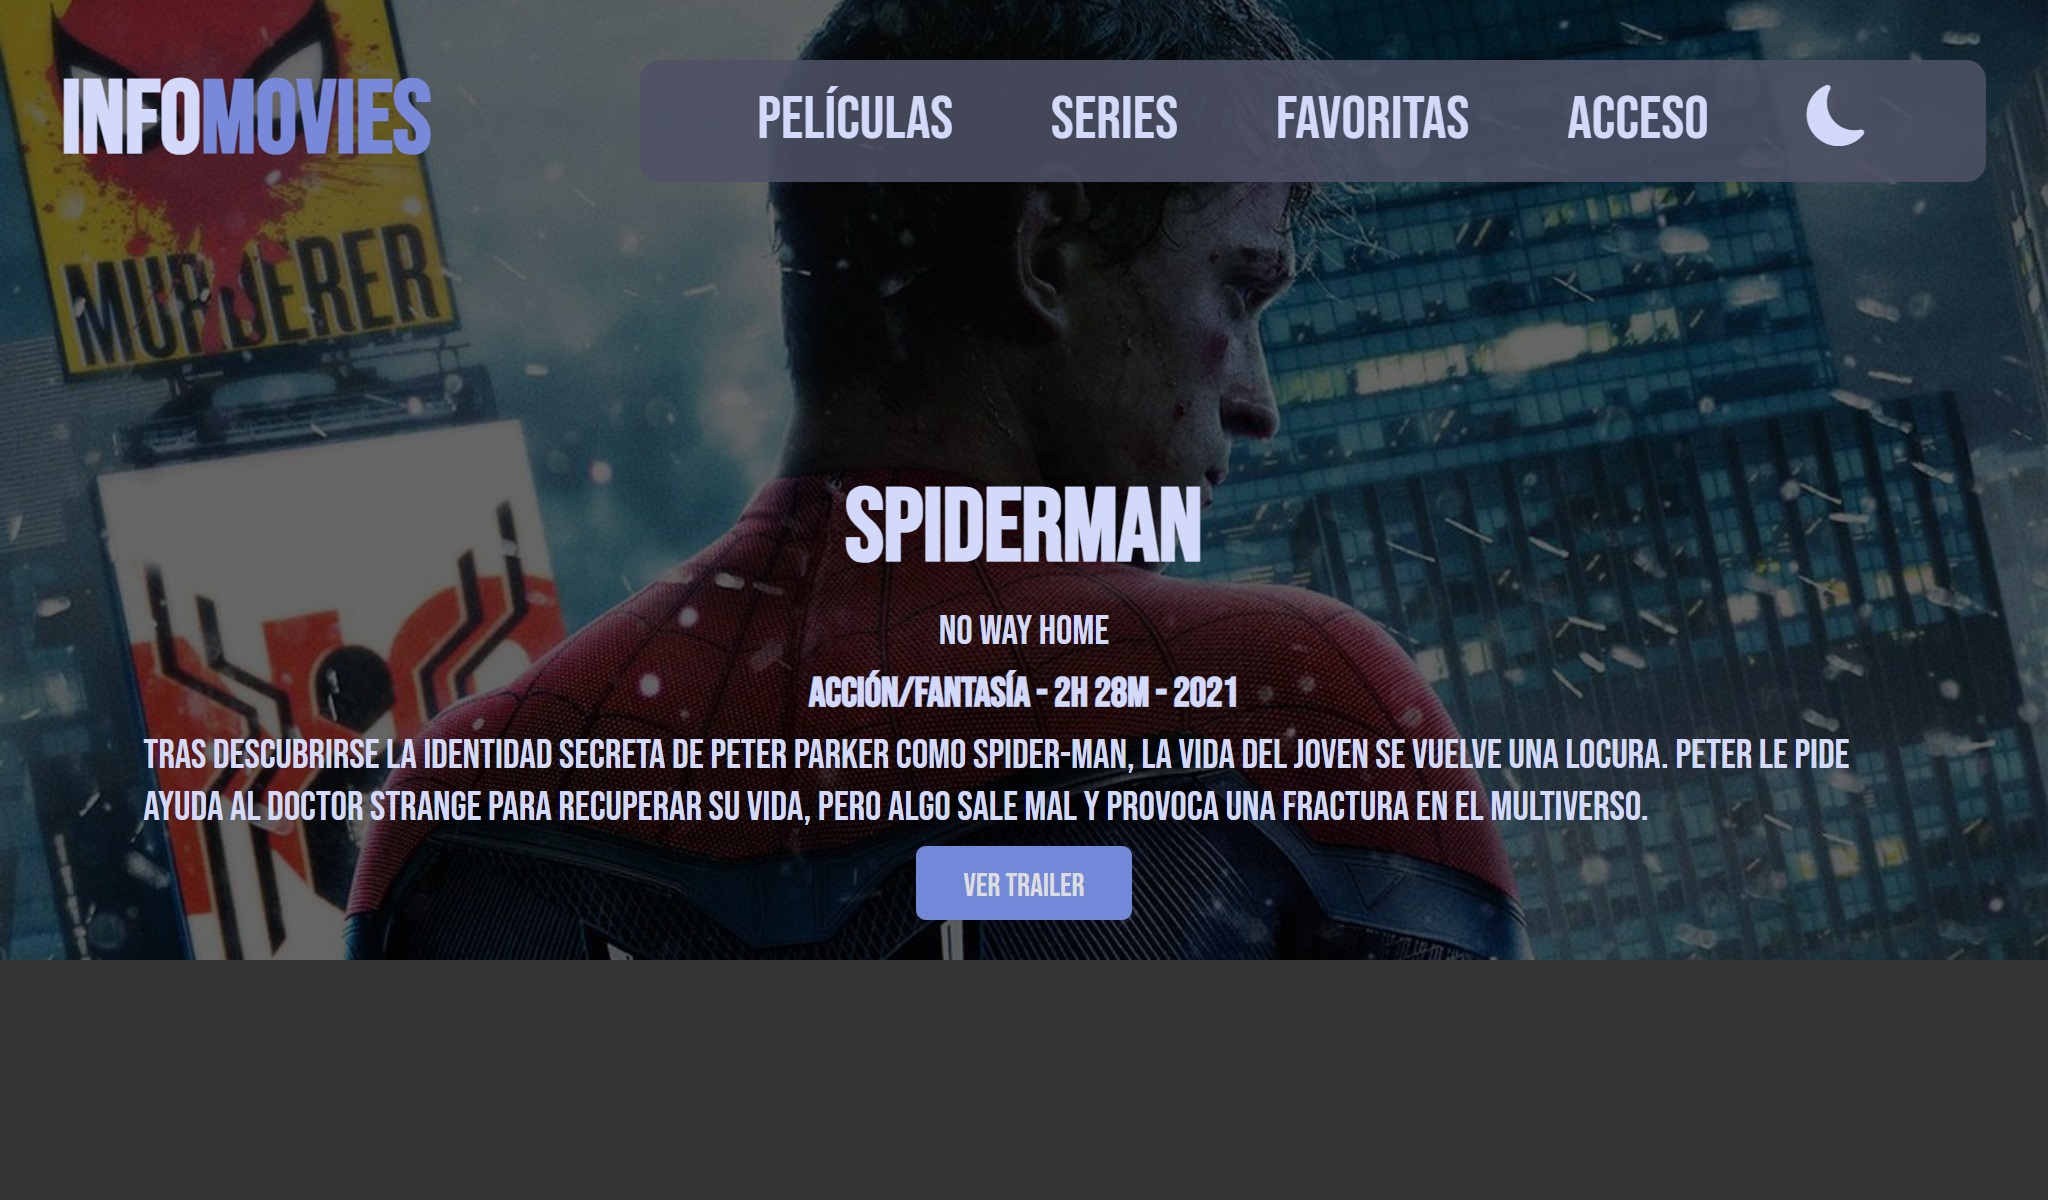 INFOMOVIES
PELÍCULAS SERIES FAVORITAS ACCESO
MURDERER
SPIDERMAN
NO WAY HOME
ACCIÓN/FANTASÍA - 2H 28M - 2021
TRAS DESCUBRIRSE LA IDENTIDAD SECRETA DE PETER PARKER COMO SPIDER-MAN, LA VIDA DEL JOVEN SE VUELVE UNA LOCURA. PETER LE PIDE
AYUDA AL DOCTOR STRANGE PARA RECUPERAR SU VIDA, PERO ALGO SALE MAL Y PROVOCA UNA FRACTURA EN EL MULTIVERSO.
VER TRAILER